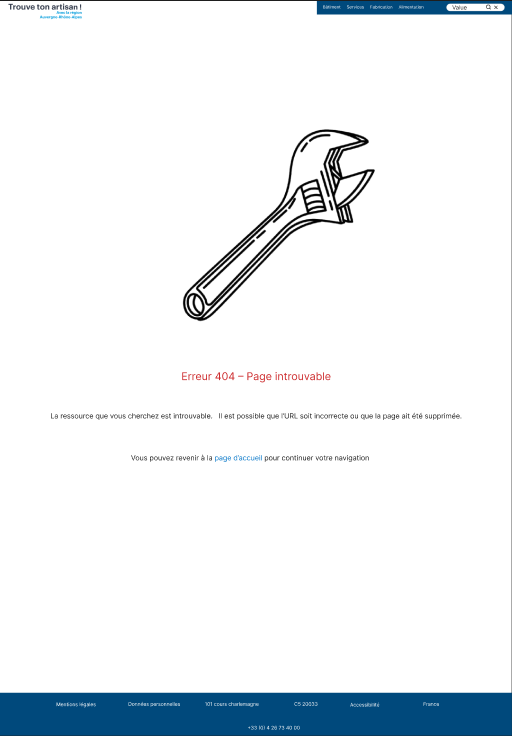 Trouve ton artisan !
Avec la région
Auvergne-Rhône-Alpes
Bâtiment Services Fabrication Alimentation
Value
Erreur 404 – Page introuvable
La ressource que vous cherchez est introuvable. Il est possible que l'URL soit incorrecte ou que la page ait été supprimée.
Vous pouvez revenir à la page d'accueil pour continuer votre navigation
Mentions légales Données personnelles 101 cours charlemagne CS 20033 Accessibilité France
+33 (0) 4 26 73 40 00